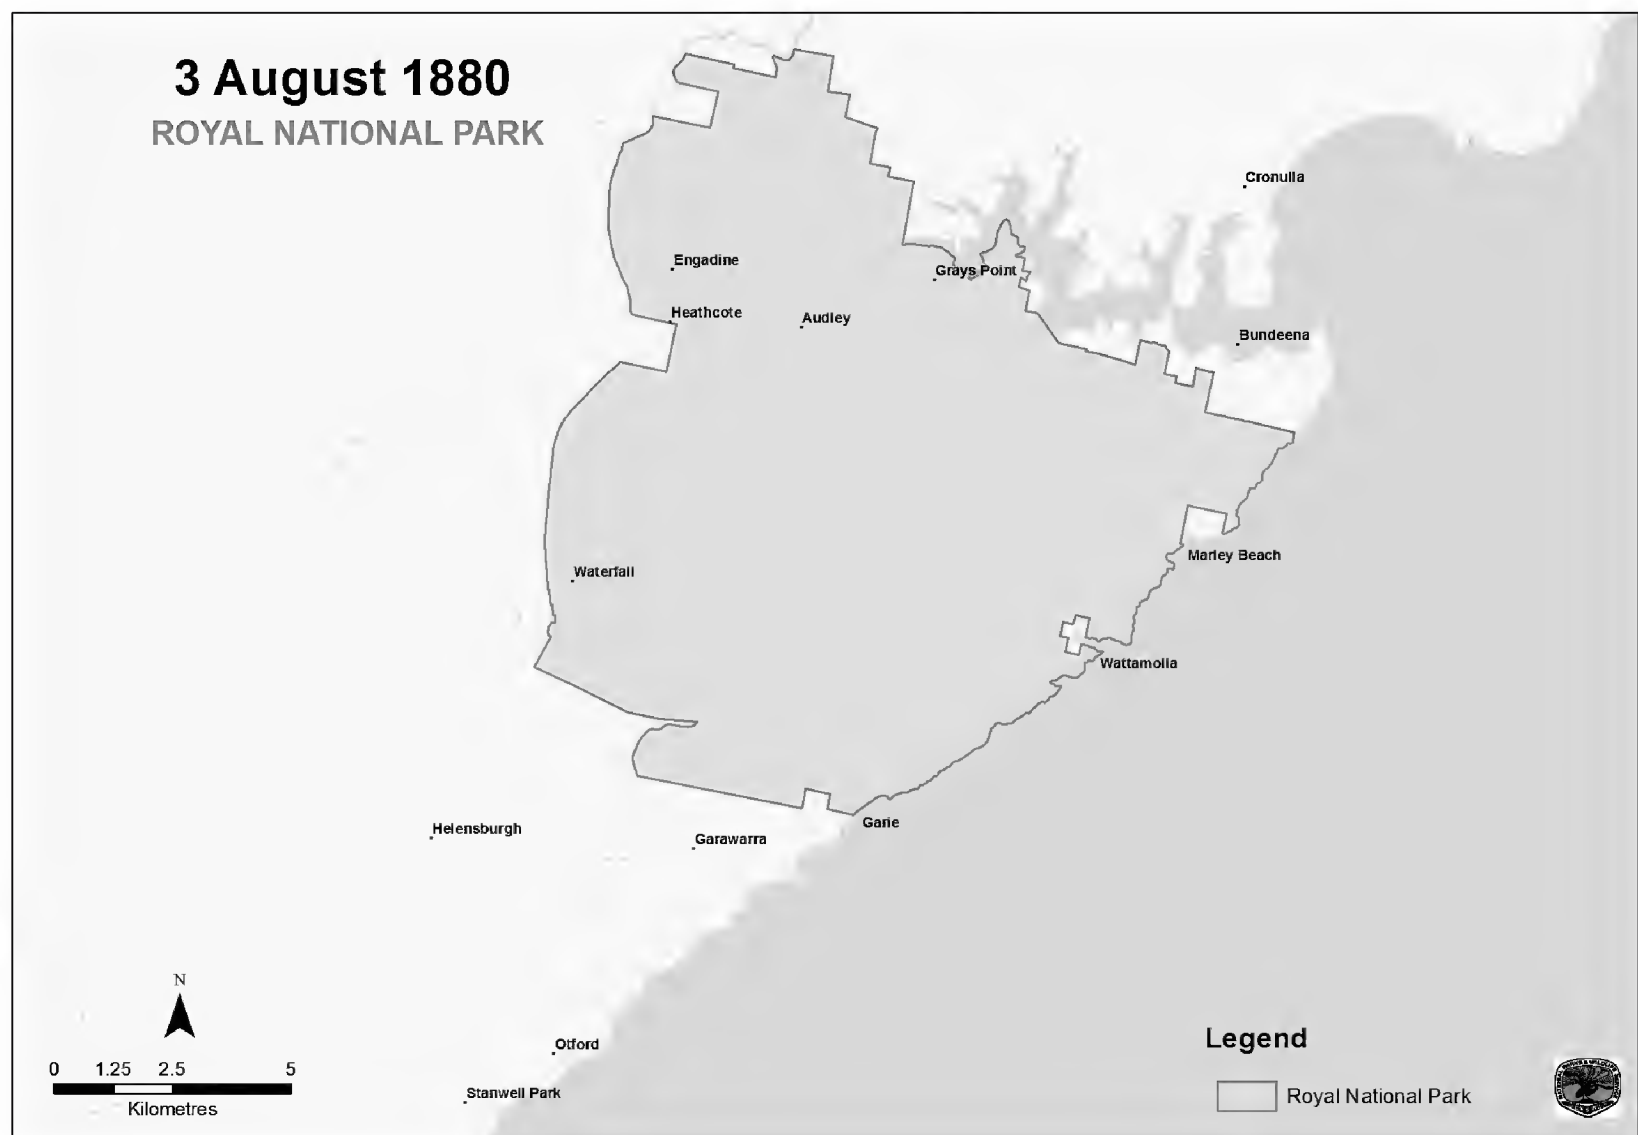 3 August 1880
ROYAL NATIONAL PARK
Cronulla
Engadine
Grays Point
Heathcote
Audley
Bundeena
Marley Beach
Waterfall
Wattamolla
Garie
Helensburgh
Garawarra
N
Otford
Stanwell Park
0 1.25 2.5 5
Kilometres
Legend
Royal National Park